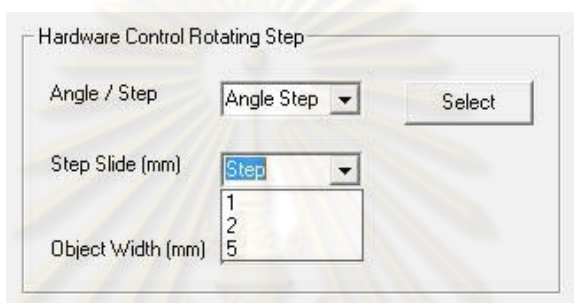 Hardware Control Rotating Step
Angle / Step
Angle Step
Select
Step Slide (mm)
Step
1
2
5
Object Width (mm)